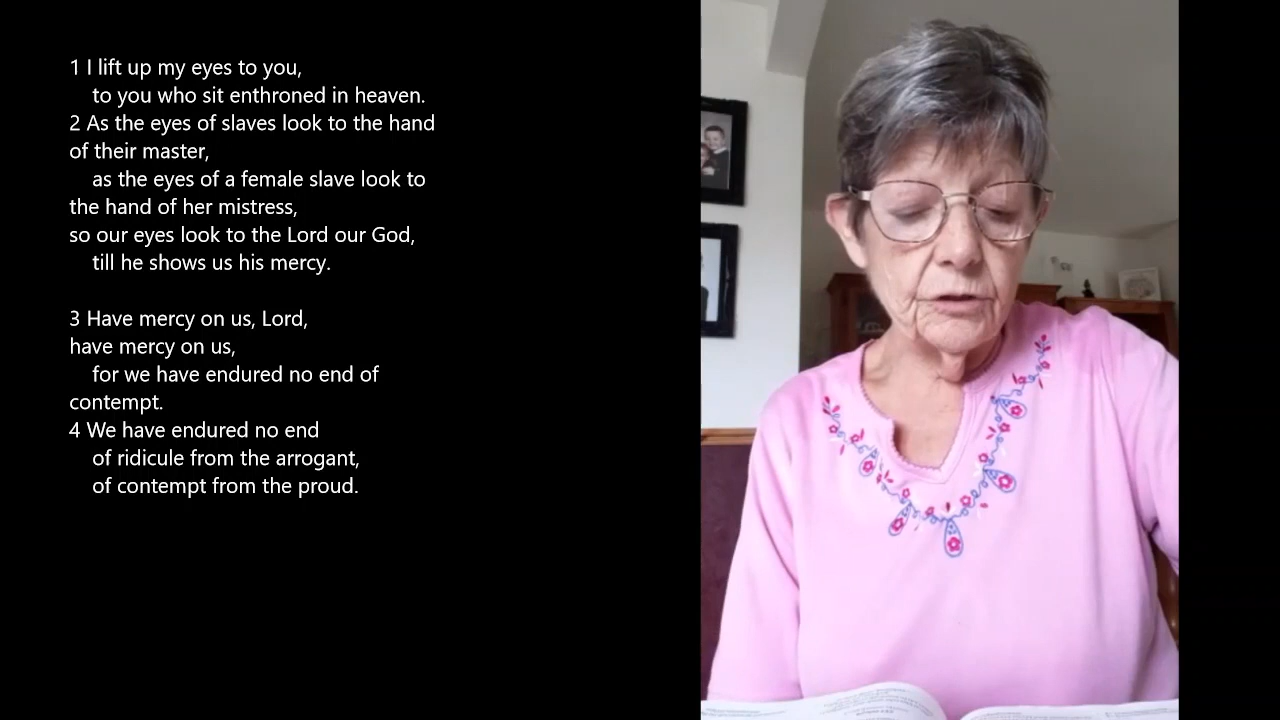 1 I lift up my eyes to you,
to you who sit enthroned in heaven.
2 As the eyes of slaves look to the hand
of their master,
as the eyes of a female slave look to
the hand of her mistress,
so our eyes look to the Lord our God,
till he shows us his mercy.
3 Have mercy on us, Lord,
have mercy on us,
for we have endured no end of
contempt.
4 We have endured no end
of ridicule from the arrogant,
of contempt from the proud.